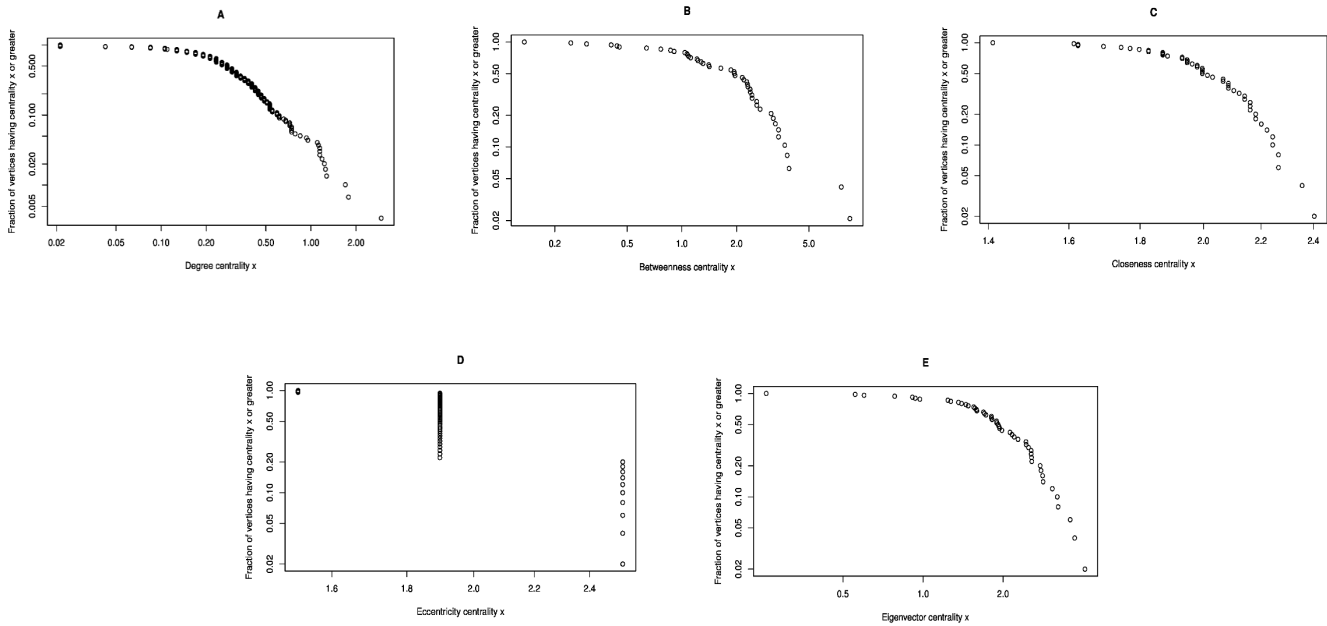 A
Fraction of vertices having centrality x or greater
0.500
0.100
0.020
0.005
0.02 0.05 0.10 0.20 0.50 1.00 2.00
Degree centrality x
B
Fraction of vertices having centrality x or greater
1.00
0.50
0.20
0.10
0.05
0.02
0.2 0.5 1.0 2.0 5.0
Betweenness centrality x
C
Fraction of vertices having centrality x or greater
1.00
0.50
0.20
0.10
0.05
0.02
1.4 1.6 1.8 2.0 2.2 2.4
Closeness centrality x
D
Fraction of vertices having centrality x or greater
1.00
0.50
0.20
0.10
0.05
0.02
1.6 1.8 2.0 2.2 2.4
Eccentricity centrality x
E
Fraction of vertices having centrality x or greater
1.00
0.50
0.20
0.10
0.05
0.02
0.5 1.0 2.0
Eigenvector centrality x